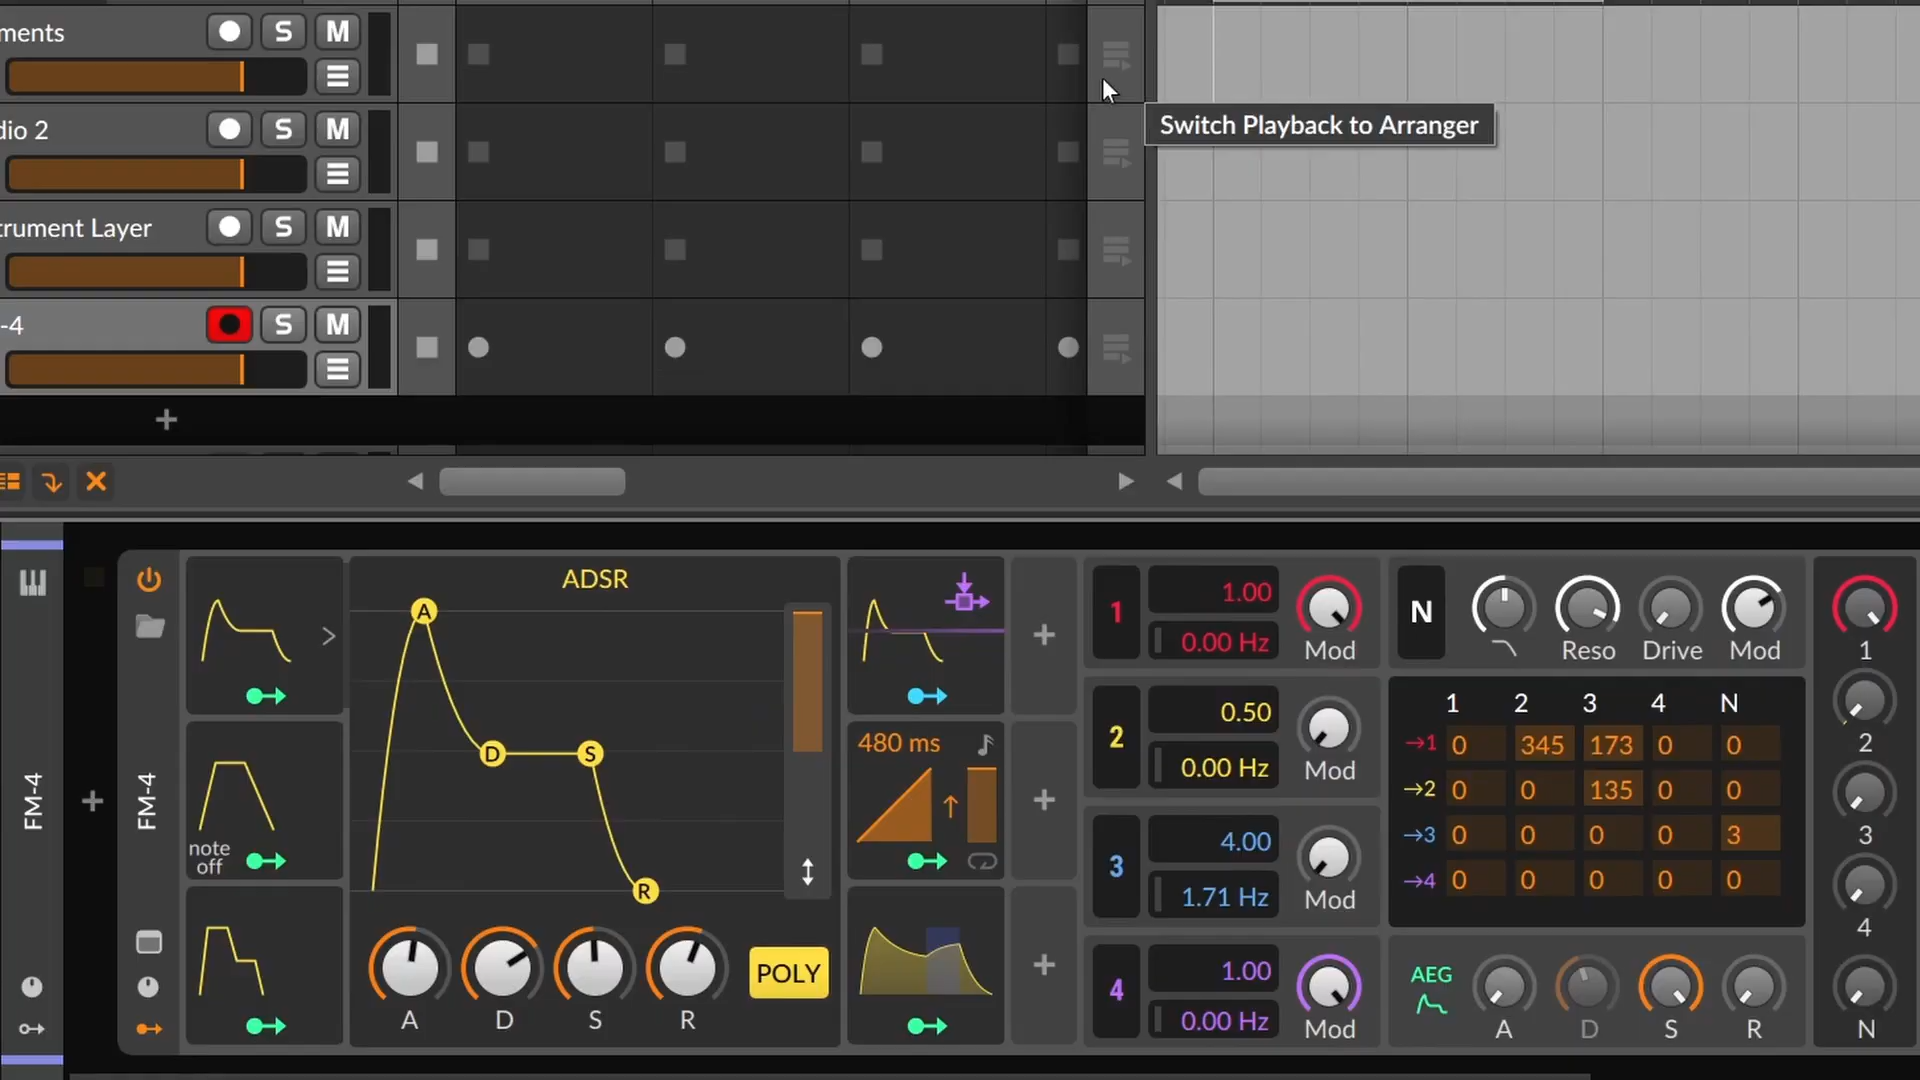 ments
S M
Switch Playback to Arranger
dio 2
S M
trument Layer
S M
-4
S M
FM-4
FM-4
note off
ADSR
A
D
S
R
A D S R
POLY
480 ms
1
1.00
0.00 Hz
Mod
2
0.50
0.00 Hz
Mod
3
4.00
1.71 Hz
Mod
4
1.00
0.00 Hz
Mod
N
Reso Drive Mod
1 2 3 4 N
→1 0 345 173 0 0
→2 0 0 135 0 0
→3 0 0 0 0 3
→4 0 0 0 0 0
AEG
A D S R
1
2
3
4
N